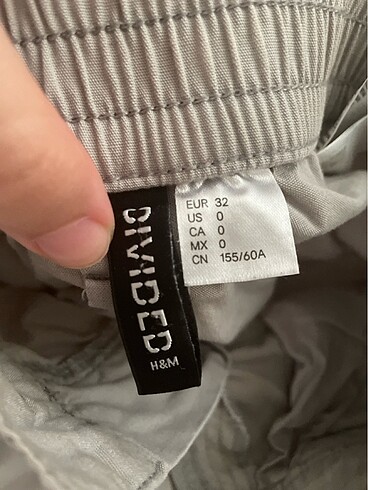 DIVIDED
H&M
EUR 32
US 0
CA 0
MX 0
CN 155/60A